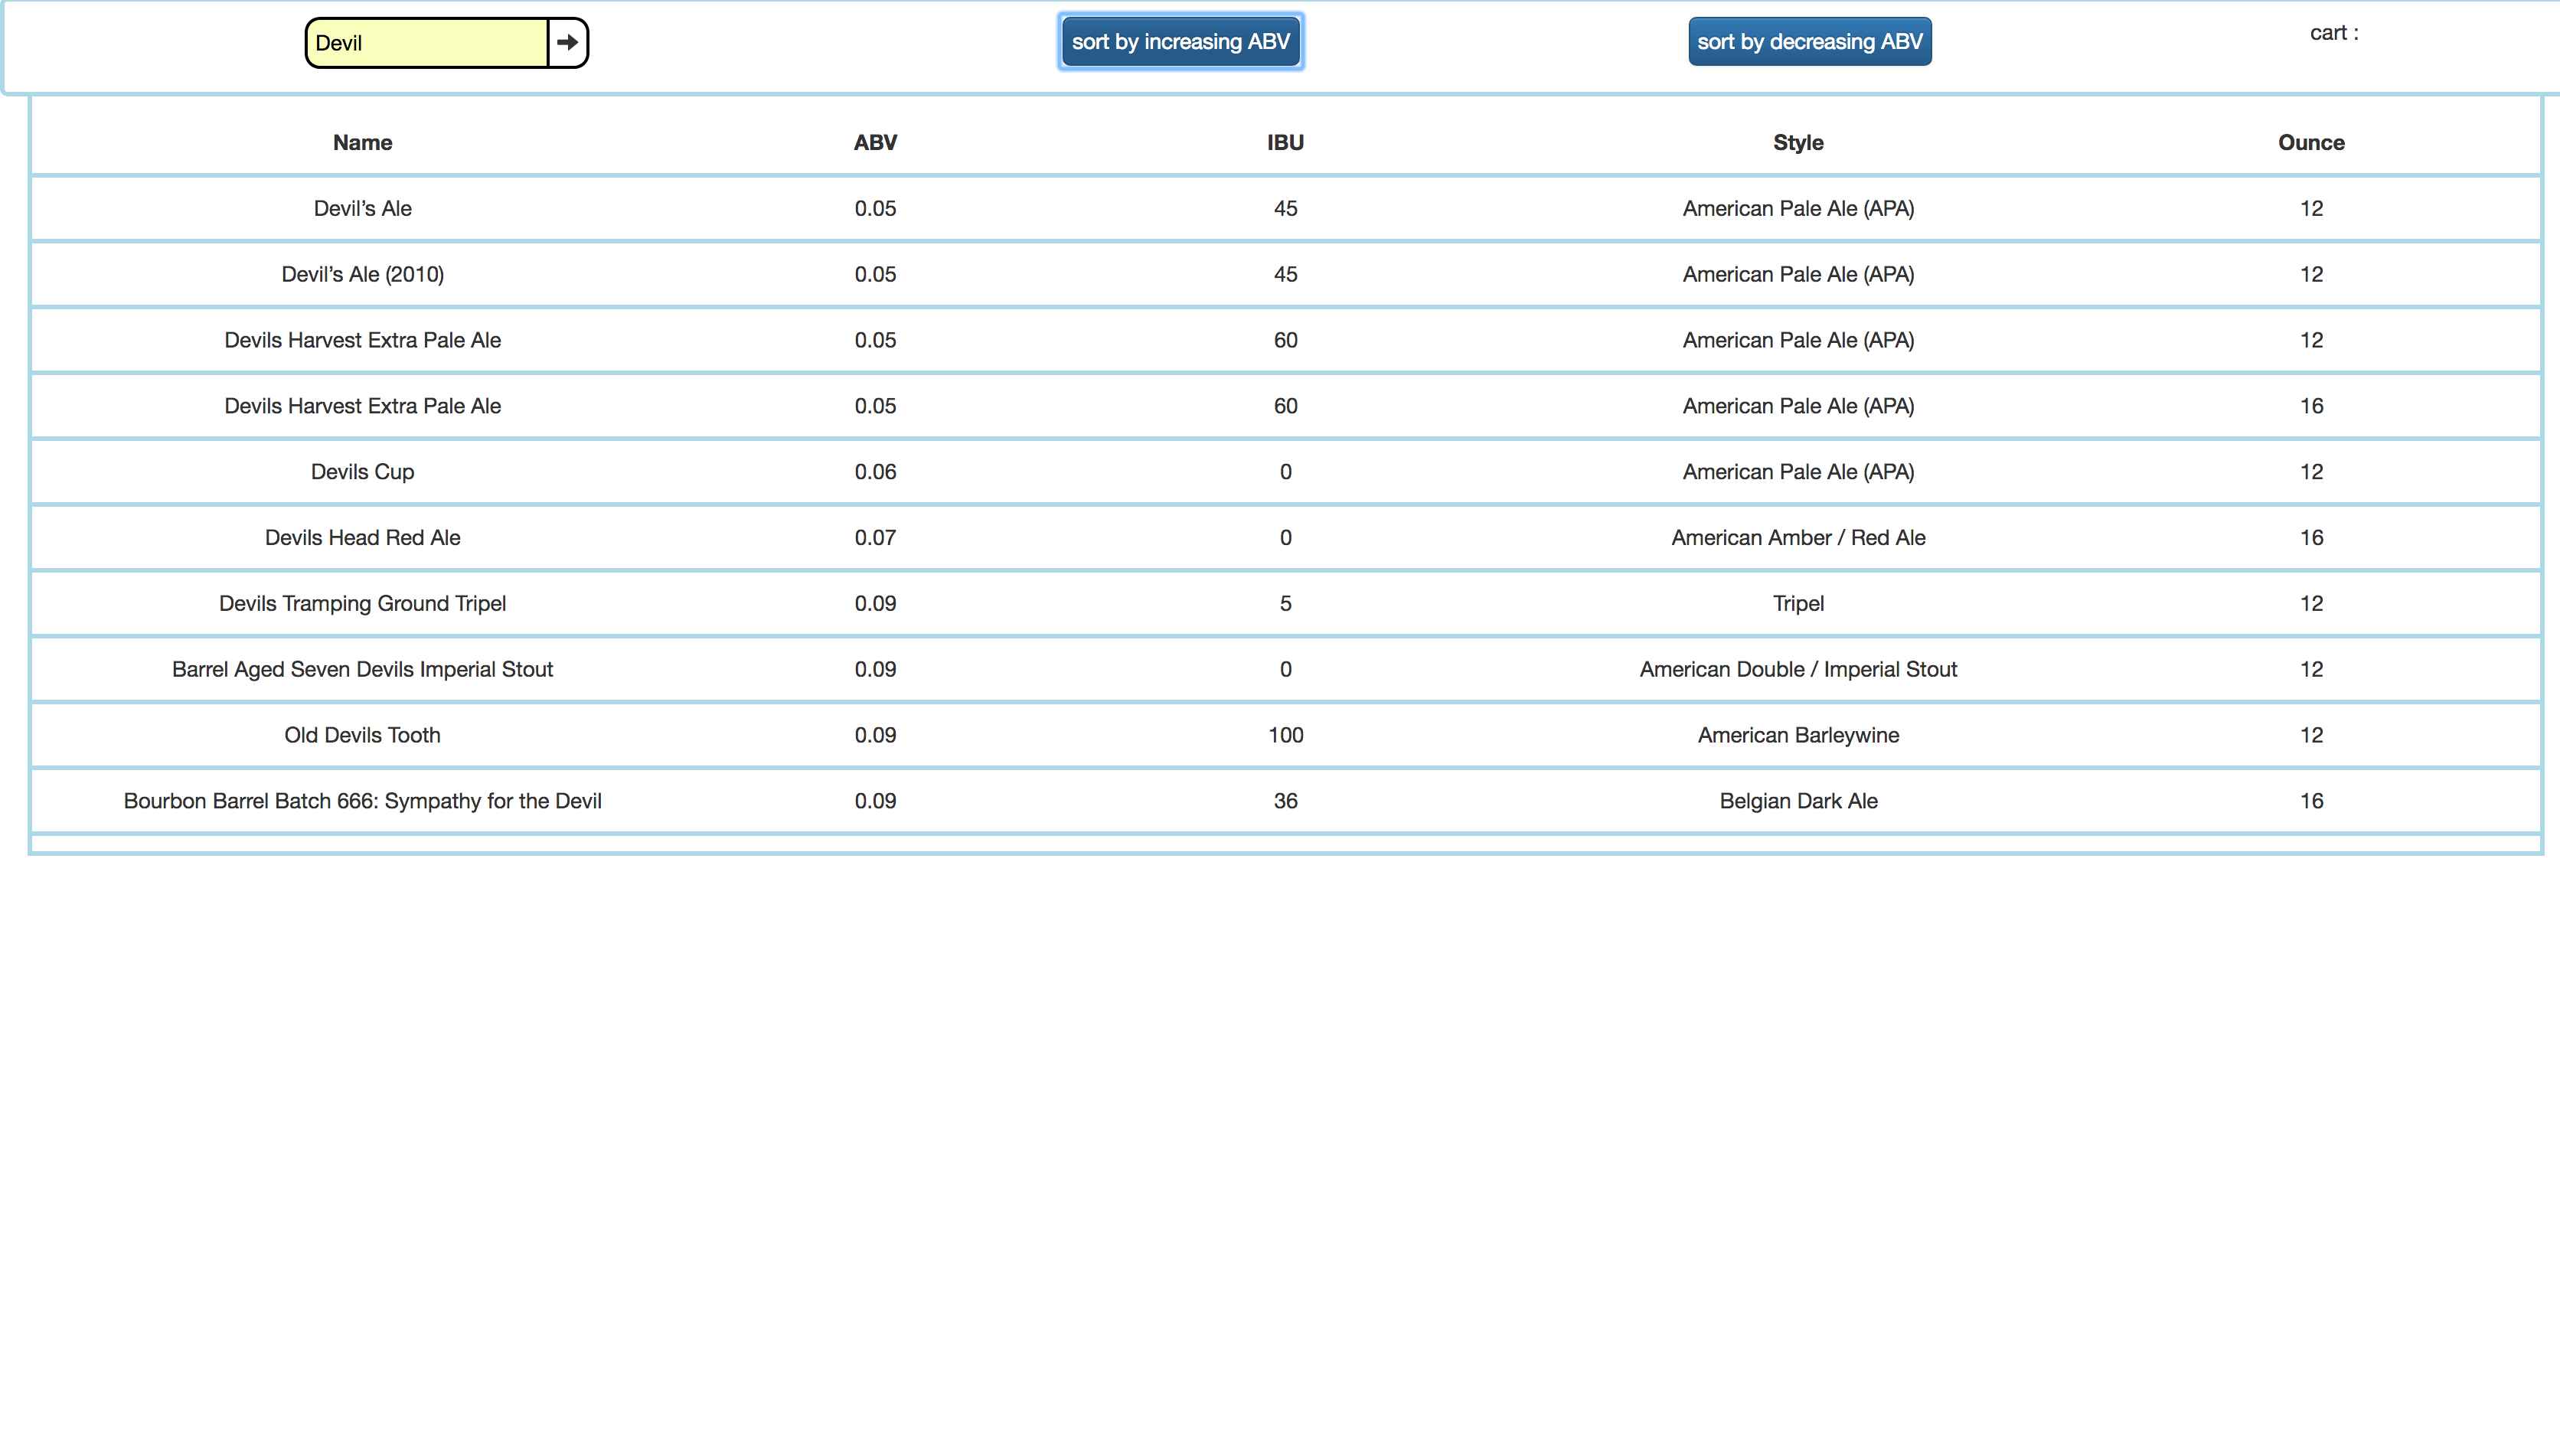 Devil sort by increasing ABV sort by decreasing ABV cart :
Name ABV IBU Style Ounce
Devil’s Ale 0.05 45 American Pale Ale (APA) 12
Devil’s Ale (2010) 0.05 45 American Pale Ale (APA) 12
Devils Harvest Extra Pale Ale 0.05 60 American Pale Ale (APA) 12
Devils Harvest Extra Pale Ale 0.05 60 American Pale Ale (APA) 16
Devils Cup 0.06 0 American Pale Ale (APA) 12
Devils Head Red Ale 0.07 0 American Amber / Red Ale 16
Devils Tramping Ground Tripel 0.09 5 Tripel 12
Barrel Aged Seven Devils Imperial Stout 0.09 0 American Double / Imperial Stout 12
Old Devils Tooth 0.09 100 American Barleywine 12
Bourbon Barrel Batch 666: Sympathy for the Devil 0.09 36 Belgian Dark Ale 16